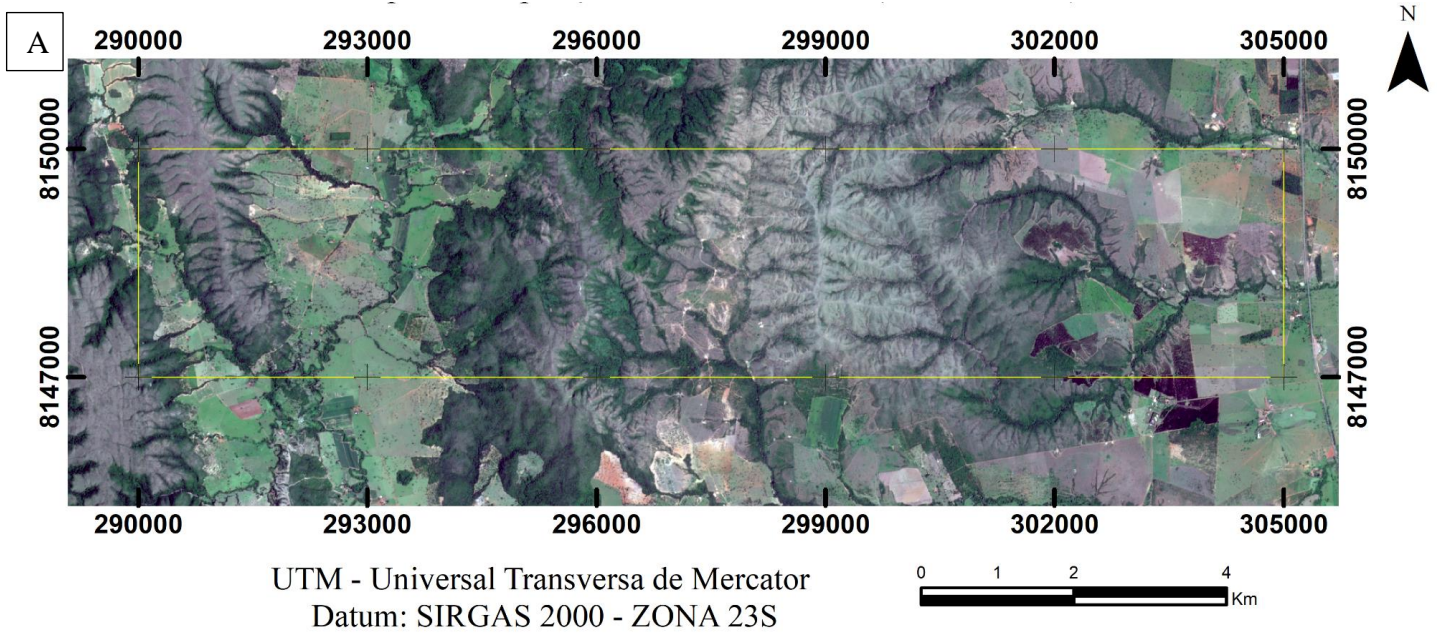 A
N
290000 293000 296000 299000 302000 305000
8150000 8150000
8147000 8147000
290000 293000 296000 299000 302000 305000
UTM - Universal Transversa de Mercator
Datum: SIRGAS 2000 - ZONA 23S
0 1 2 4
Km